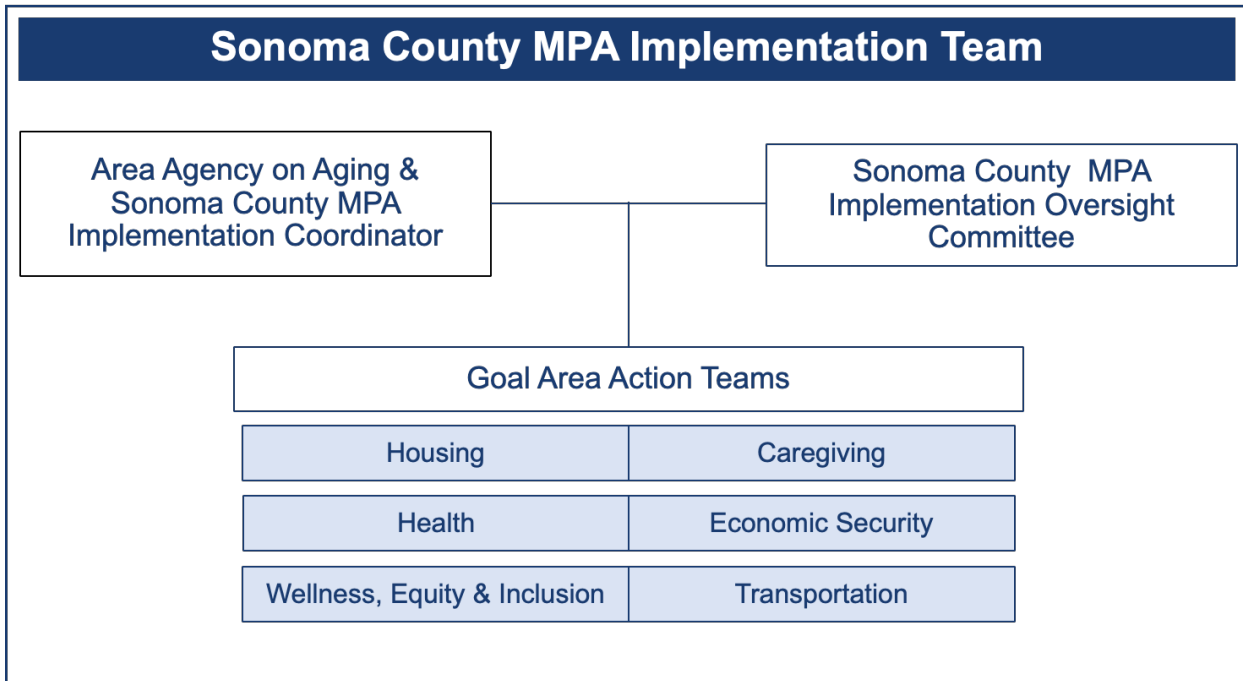 Sonoma County MPA Implementation Team
Area Agency on Aging &
Sonoma County MPA
Implementation Coordinator
Sonoma County MPA
Implementation Oversight
Committee
Goal Area Action Teams
Housing
Caregiving
Health
Economic Security
Wellness, Equity & Inclusion
Transportation